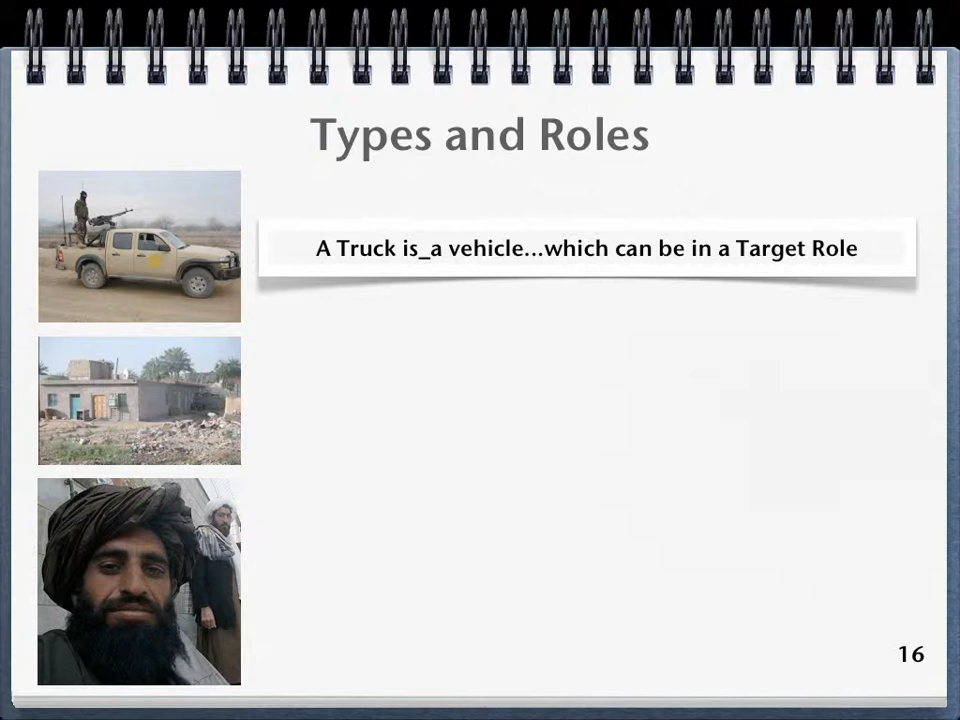 Types and Roles
A Truck is_a vehicle...which can be in a Target Role
16